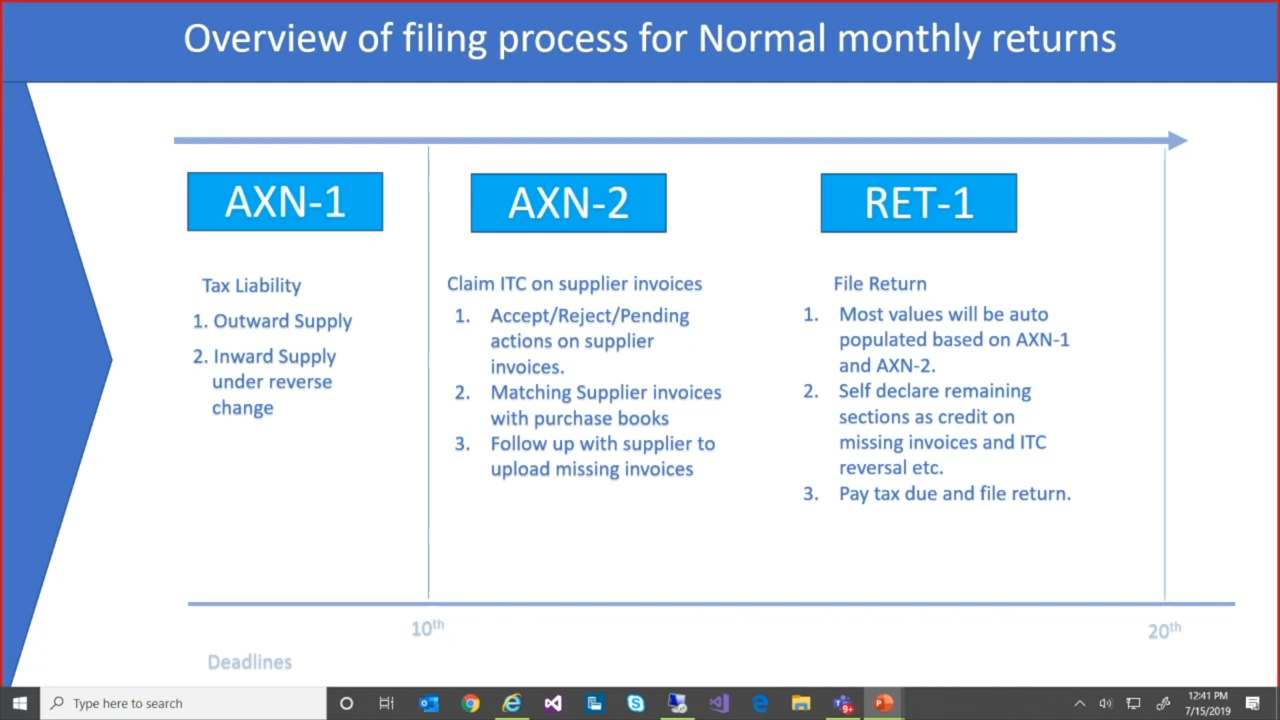 Overview of filing process for Normal monthly returns
AXN-1
Tax Liability
1. Outward Supply
2. Inward Supply
under reverse
change
AXN-2
Claim ITC on supplier invoices
1. Accept/Reject/Pending
actions on supplier
invoices.
2. Matching Supplier invoices
with purchase books
3. Follow up with supplier to
upload missing invoices
RET-1
File Return
1. Most values will be auto
populated based on AXN-1
and AXN-2.
2. Self declare remaining
sections as credit on
missing invoices and ITC
reversal etc.
3. Pay tax due and file return.
10th
20th
Deadlines
Type here to search
9+
12:41 PM
7/15/2019